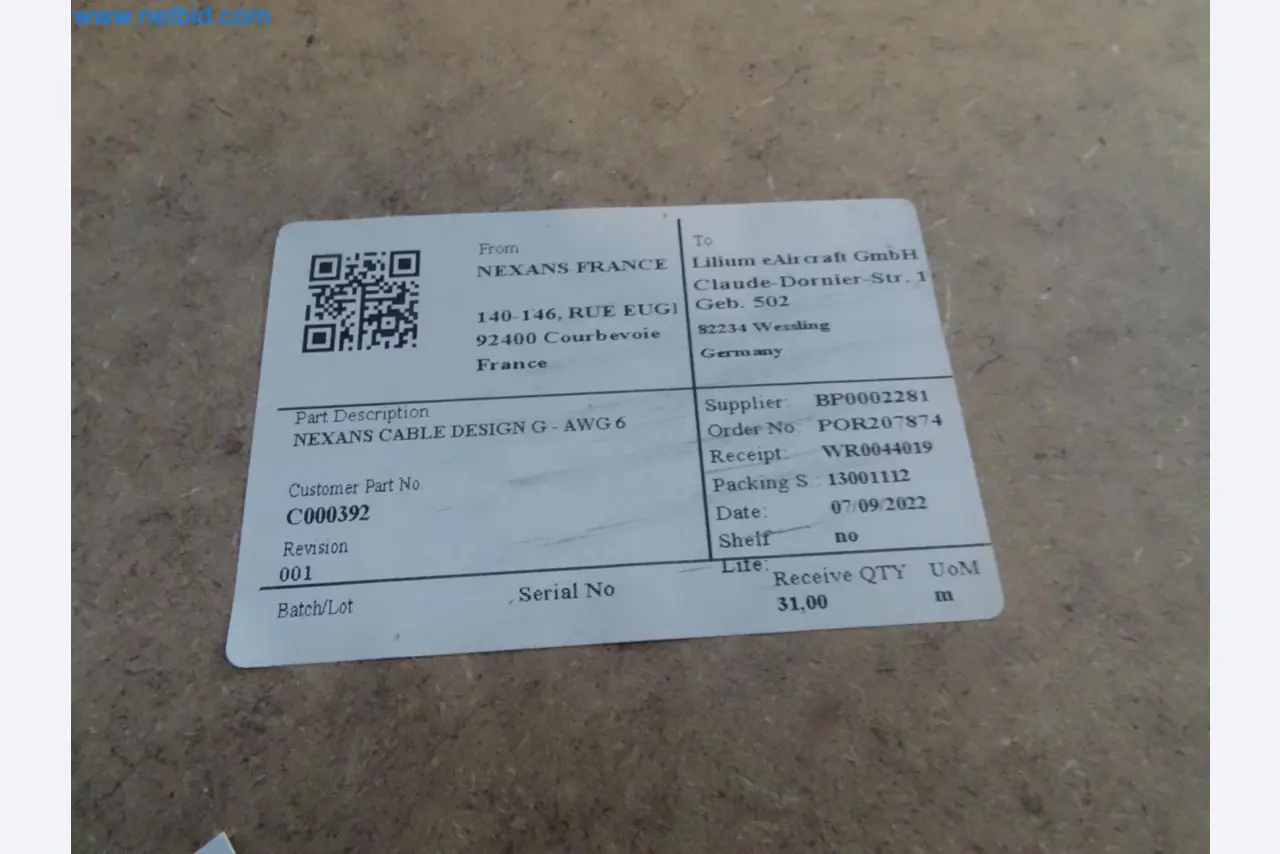 www.netbid.com
From
NEXANS FRANCE
140-146, RUE EUG
92400 Courbevoie
France
To
Lilium eAircraft GmbH
Claude-Dornier-Str. 1
Geb. 502
82234 Wessling
Germany
Part Description
NEXANS CABLE DESIGN G - AWG 6
Customer Part No
C000392
Revision
001
Supplier: BP0002281
Order No: POR207874
Receipt: WR0044019
Packing S.: 13001112
Date: 07/09/2022
Shelf no
Life:
Batch/Lot
Serial No
Receive QTY UoM
31,00 m